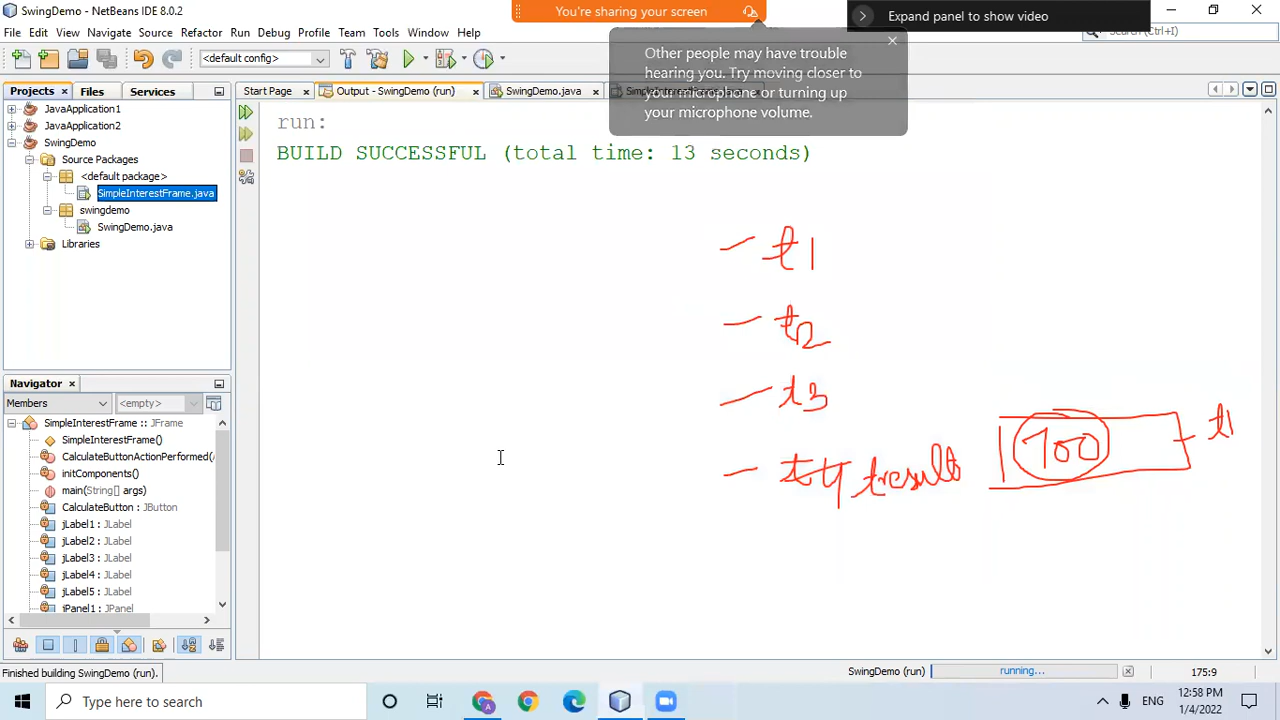 SwingDemo - NetBeans IDE 8.0.2
You're sharing your screen
Expand panel to show video
File Edit View Navigate Source Refactor Run Debug Profile Team Tools Window Help
Search (Ctrl+I)
<default config>
Other people may have trouble
hearing you. Try moving closer to
your microphone or turning up
your microphone volume.
Projects Files Services
Start Page Output - SwingDemo (run) SwingDemo.java
JavaApplication1
JavaApplication2
SwingDemo
Source Packages
<default package>
SimpleInterestFrame.java
swingdemo
SwingDemo.java
Libraries
run:
BUILD SUCCESSFUL (total time: 13 seconds)
t1
t2
t3
t4 tresult
100
t1
Navigator
Members <empty>
SimpleInterestFrame :: JFrame
SimpleInterestFrame()
CalculateButtonActionPerformed(
initComponents()
main(String[] args)
CalculateButton : JButton
jLabel1 : JLabel
jLabel2 : JLabel
jLabel3 : JLabel
jLabel4 : JLabel
jLabel5 : JLabel
jPanel1 : JPanel
Finished building SwingDemo (run).
SwingDemo (run) running... 175:9
Type here to search
ENG
12:58 PM
1/4/2022